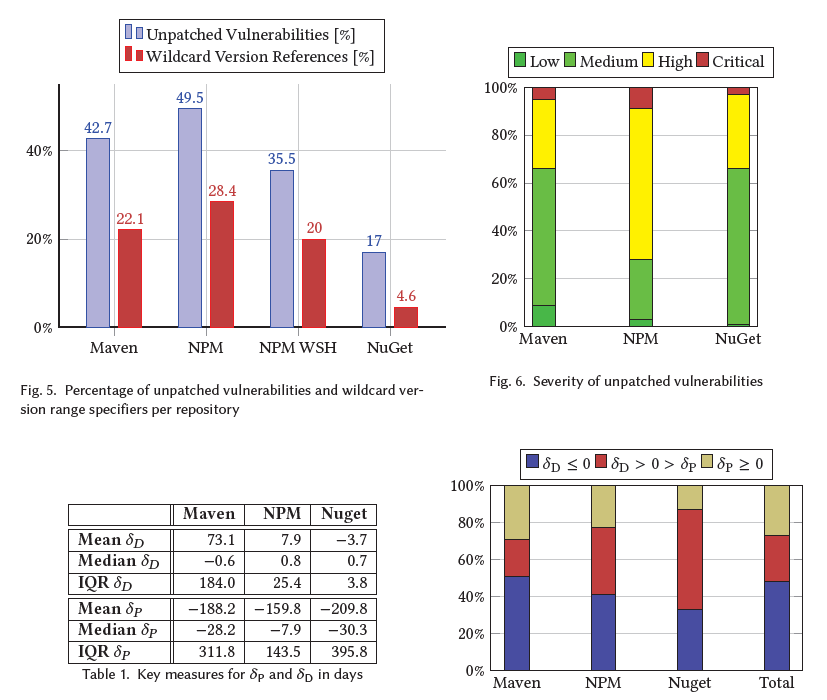 Unpatched Vulnerabilities [%]
Wildcard Version References [%]
49.5
42.7
35.5
28.4
22.1
20
17
4.6
40%
20%
0%
Maven NPM NPM WSH NuGet
Fig. 5. Percentage of unpatched vulnerabilities and wildcard ver-
sion range specifiers per repository
Low Medium High Critical
100%
80%
60%
40%
20%
0%
Maven NPM NuGet
Fig. 6. Severity of unpatched vulnerabilities
Maven NPM Nuget
Mean δD 73.1 7.9 −3.7
Median δD −0.6 0.8 0.7
IQR δD 184.0 25.4 3.8
Mean δP −188.2 −159.8 −209.8
Median δP −28.2 −7.9 −30.3
IQR δP 311.8 143.5 395.8
Table 1. Key measures for δP and δD in days
δD ≤ 0 δD > 0 > δP δP ≥ 0
100%
80%
60%
40%
20%
0%
Maven NPM Nuget Total